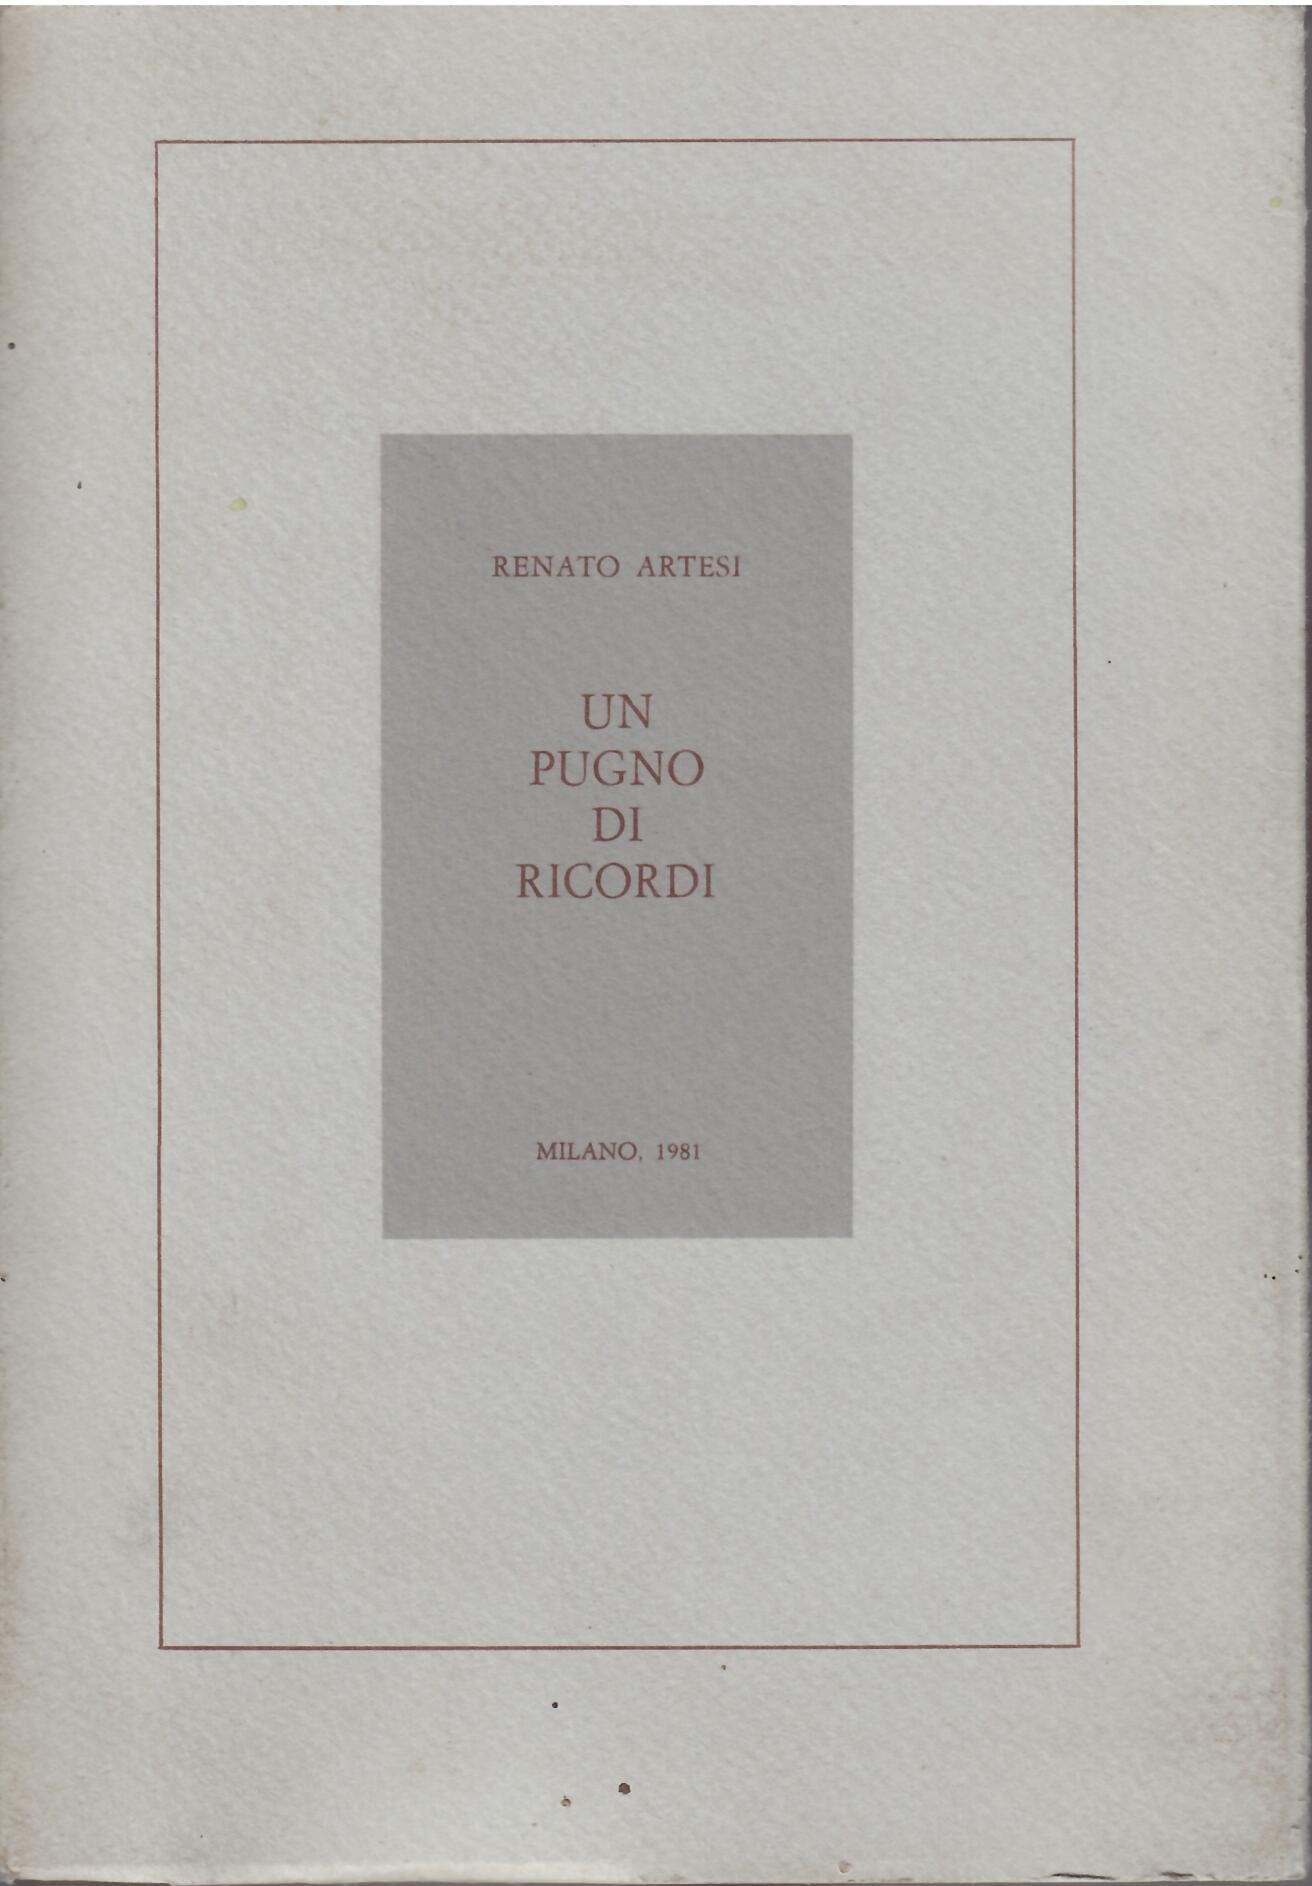 RENATO ARTESI
UN
PUGNO
DI
RICORDI
MILANO, 1981